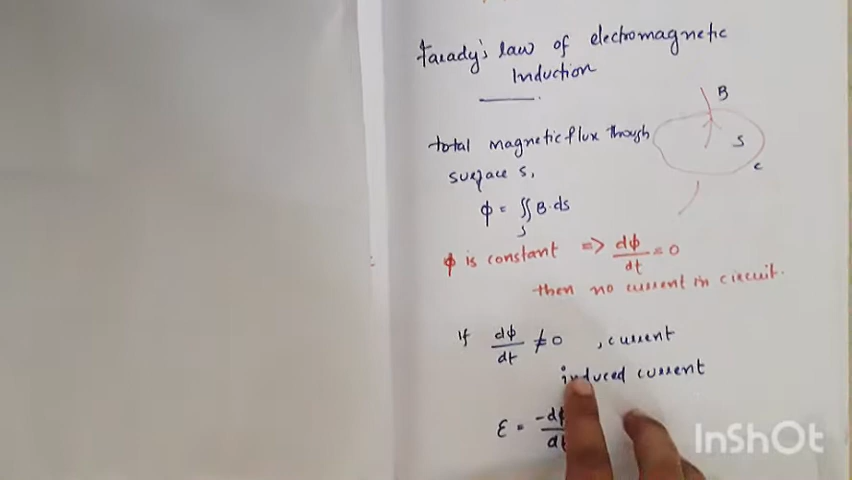 Farady's law of electromagnetic
Induction
B
S
c
total magnetic flux through
surface s,
ϕ = ∬ B.ds
S
ϕ is constant => dϕ/dt = 0
then no current in circuit.
If dϕ/dt ≠ 0 , current
induced current
ε = -dϕ/dt
InShOt